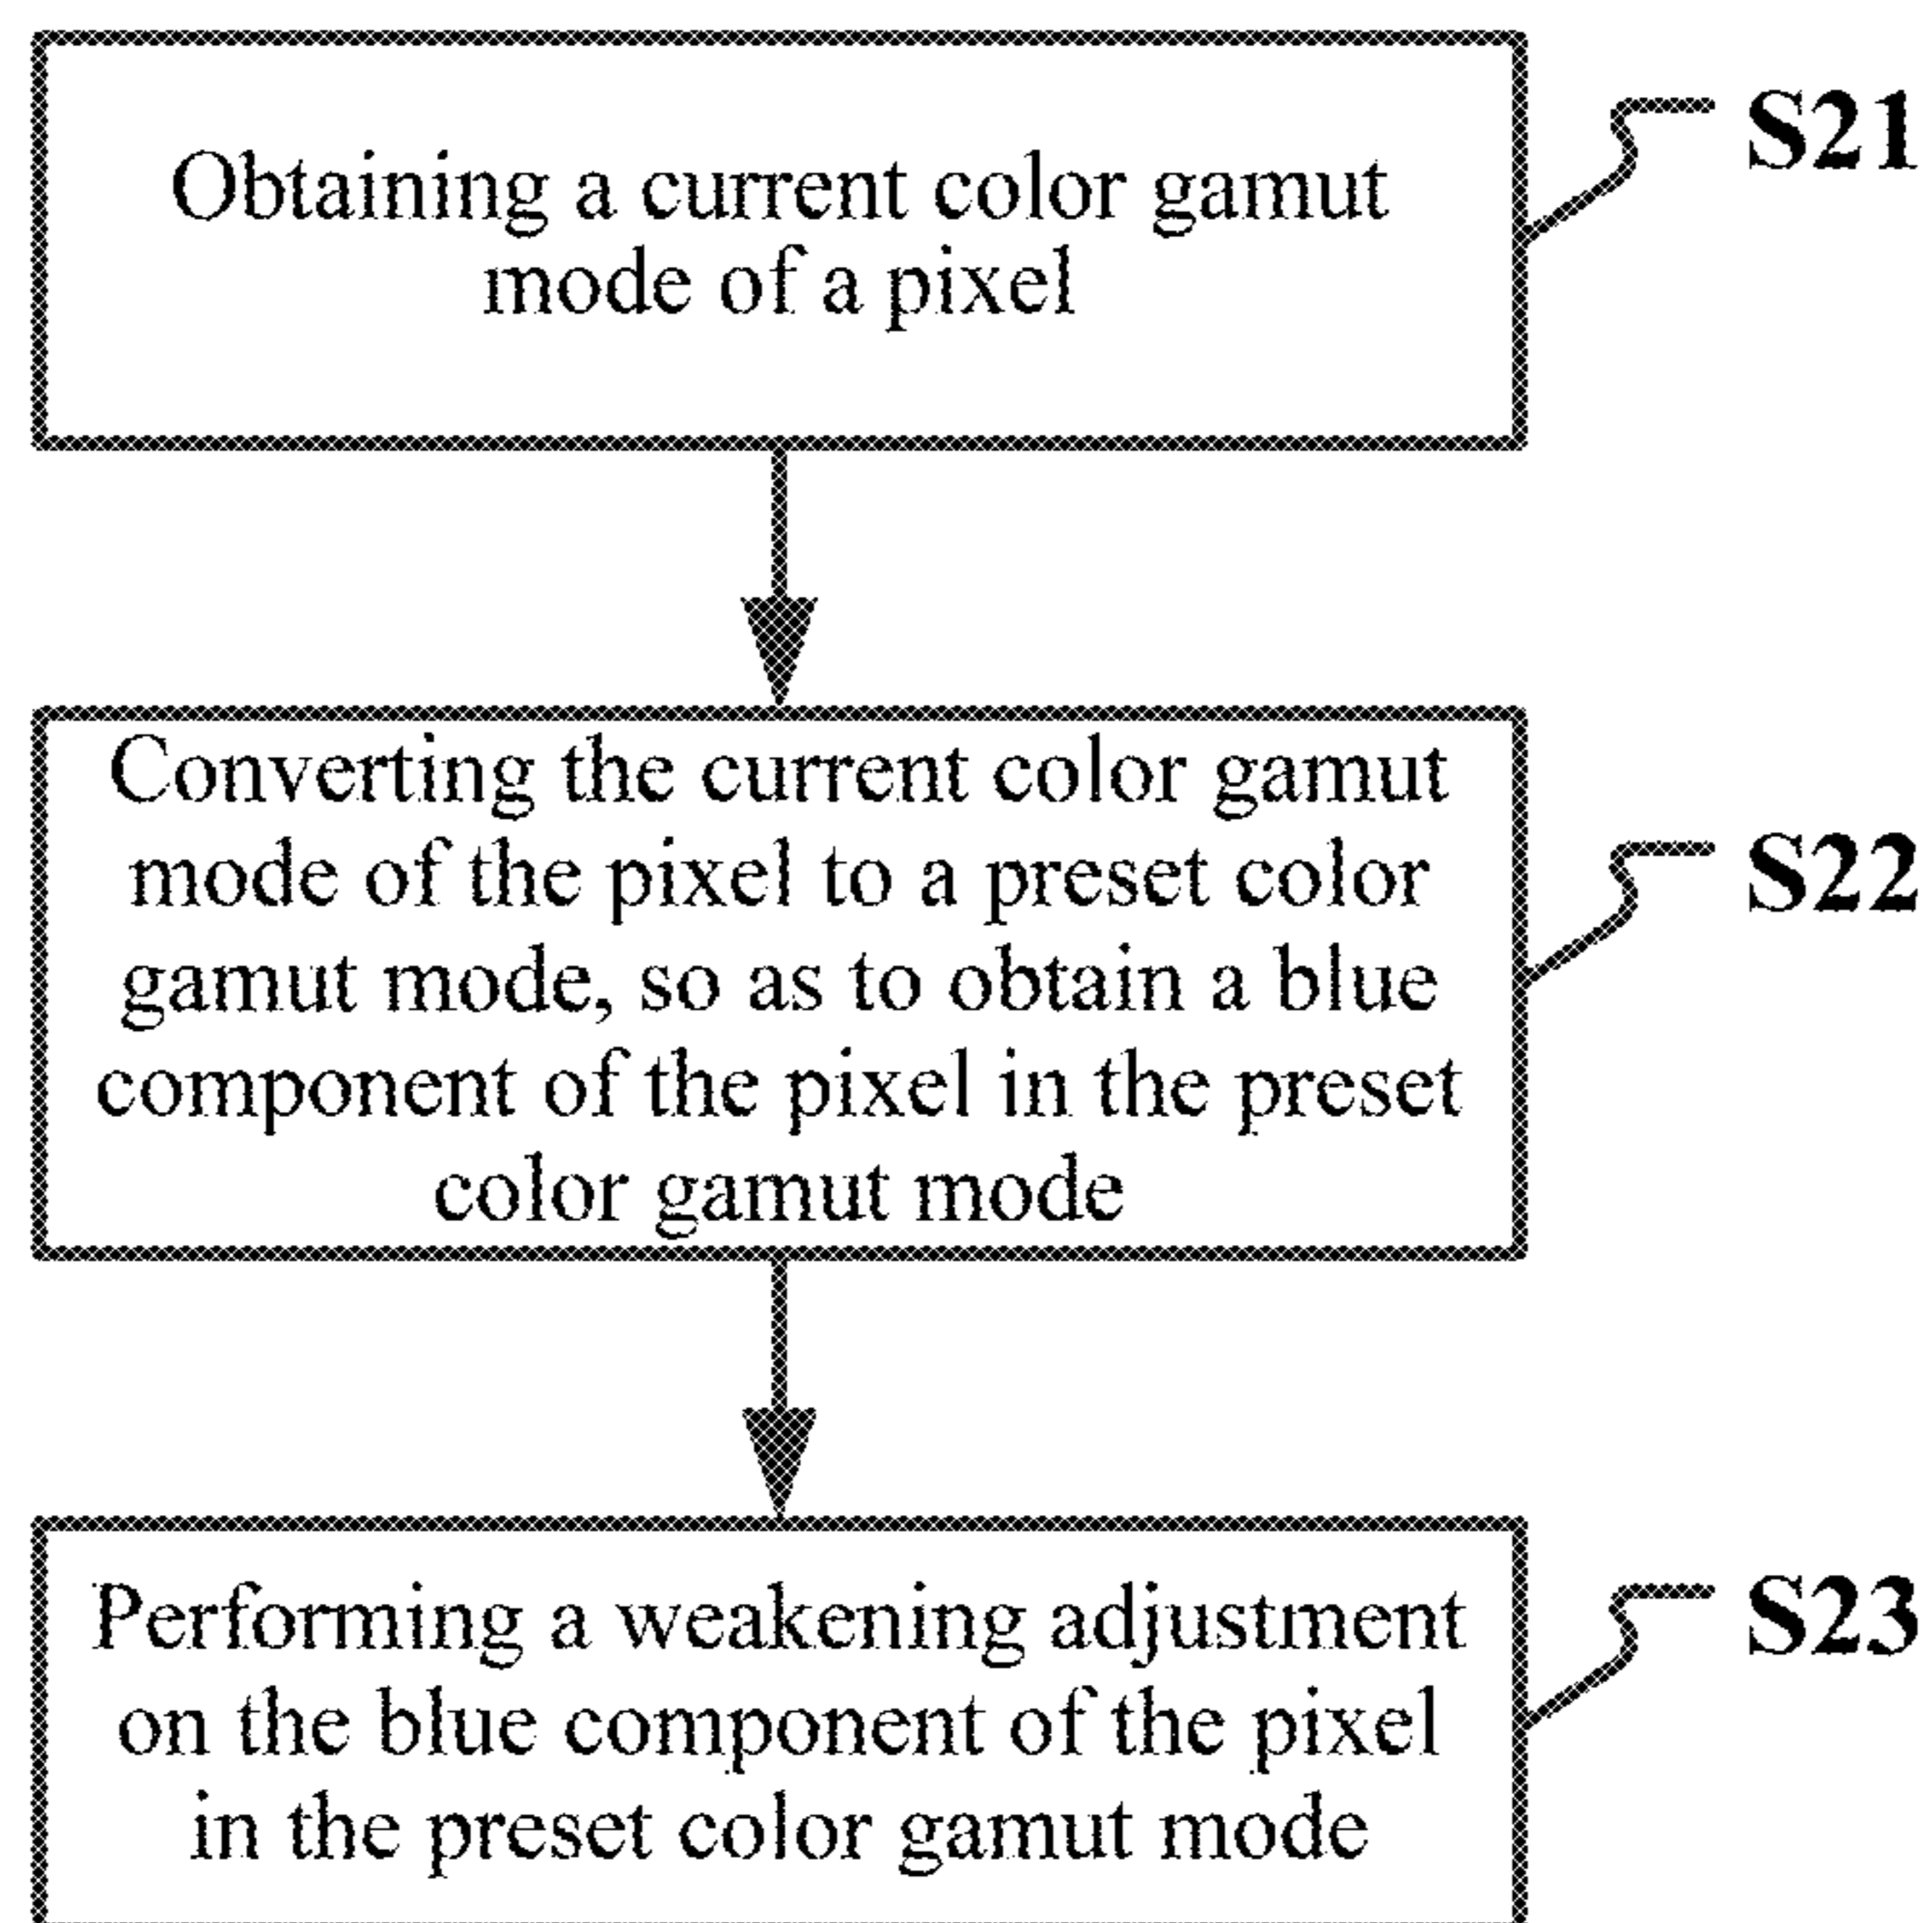 Obtaining a current color gamut
mode of a pixel
S21
Converting the current color gamut
mode of the pixel to a preset color
gamut mode, so as to obtain a blue
component of the pixel in the preset
color gamut mode
S22
Performing a weakening adjustment
on the blue component of the pixel
in the preset color gamut mode
S23